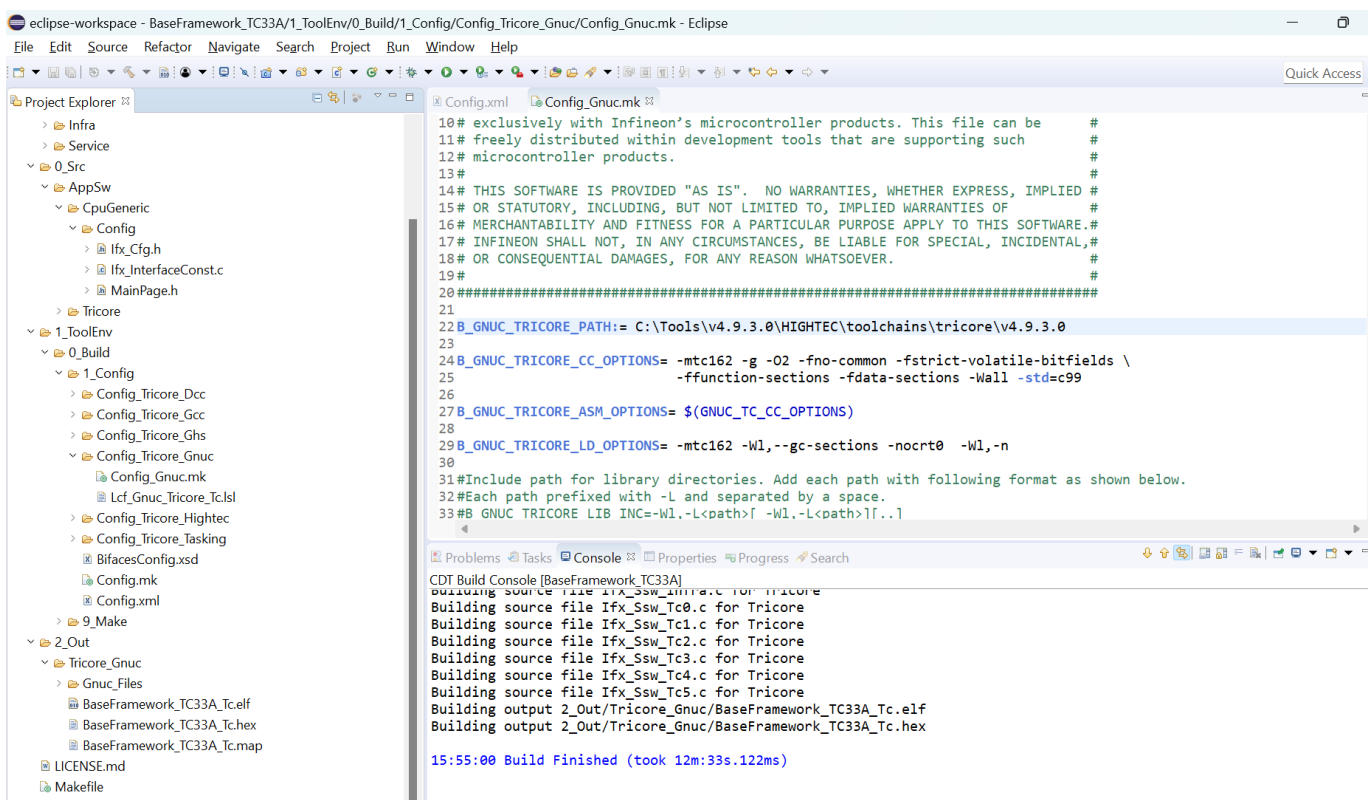 eclipse-workspace - BaseFramework_TC33A/1_ToolEnv/0_Build/1_Config/Config_Tricore_Gnuc/Config_Gnuc.mk - Eclipse
File Edit Source Refactor Navigate Search Project Run Window Help
Quick Access
Project Explorer
Infra
Service
0_Src
AppSw
CpuGeneric
Config
Ifx_Cfg.h
Ifx_InterfaceConst.c
MainPage.h
Tricore
1_ToolEnv
0_Build
1_Config
Config_Tricore_Dcc
Config_Tricore_Gcc
Config_Tricore_Ghs
Config_Tricore_Gnuc
Config_Gnuc.mk
Lcf_Gnuc_Tricore_Tc.lsl
Config_Tricore_Hightec
Config_Tricore_Tasking
BifacesConfig.xsd
Config.mk
Config.xml
9_Make
2_Out
Tricore_Gnuc
Gnuc_Files
BaseFramework_TC33A_Tc.elf
BaseFramework_TC33A_Tc.hex
BaseFramework_TC33A_Tc.map
LICENSE.md
Makefile
Config.xml Config_Gnuc.mk
10# exclusively with Infineon’s microcontroller products. This file can be #
11# freely distributed within development tools that are supporting such #
12# microcontroller products. #
13# #
14# THIS SOFTWARE IS PROVIDED "AS IS". NO WARRANTIES, WHETHER EXPRESS, IMPLIED #
15# OR STATUTORY, INCLUDING, BUT NOT LIMITED TO, IMPLIED WARRANTIES OF #
16# MERCHANTABILITY AND FITNESS FOR A PARTICULAR PURPOSE APPLY TO THIS SOFTWARE.#
17# INFINEON SHALL NOT, IN ANY CIRCUMSTANCES, BE LIABLE FOR SPECIAL, INCIDENTAL,#
18# OR CONSEQUENTIAL DAMAGES, FOR ANY REASON WHATSOEVER. #
19# #
20###############################################################################
21
22B_GNUC_TRICORE_PATH:= C:\Tools\v4.9.3.0\HIGHTEC\toolchains\tricore\v4.9.3.0
23
24B_GNUC_TRICORE_CC_OPTIONS= -mtc162 -g -O2 -fno-common -fstrict-volatile-bitfields \
25 -ffunction-sections -fdata-sections -Wall -std=c99
26
27B_GNUC_TRICORE_ASM_OPTIONS= $(GNUC_TC_CC_OPTIONS)
28
29B_GNUC_TRICORE_LD_OPTIONS= -mtc162 -Wl,--gc-sections -nocrt0 -Wl,-n
30
31#Include path for library directories. Add each path with following format as shown below.
32#Each path prefixed with -L and separated by a space.
33#B_GNUC_TRICORE_LIB_INC=-Wl,-L<path>[ -Wl,-L<path>][..]
Problems Tasks Console Properties Progress Search
CDT Build Console [BaseFramework_TC33A]
Building source file Ifx_Ssw_Infra.c for Tricore
Building source file Ifx_Ssw_Tc0.c for Tricore
Building source file Ifx_Ssw_Tc1.c for Tricore
Building source file Ifx_Ssw_Tc2.c for Tricore
Building source file Ifx_Ssw_Tc3.c for Tricore
Building source file Ifx_Ssw_Tc4.c for Tricore
Building source file Ifx_Ssw_Tc5.c for Tricore
Building output 2_Out/Tricore_Gnuc/BaseFramework_TC33A_Tc.elf
Building output 2_Out/Tricore_Gnuc/BaseFramework_TC33A_Tc.hex
15:55:00 Build Finished (took 12m:33s.122ms)